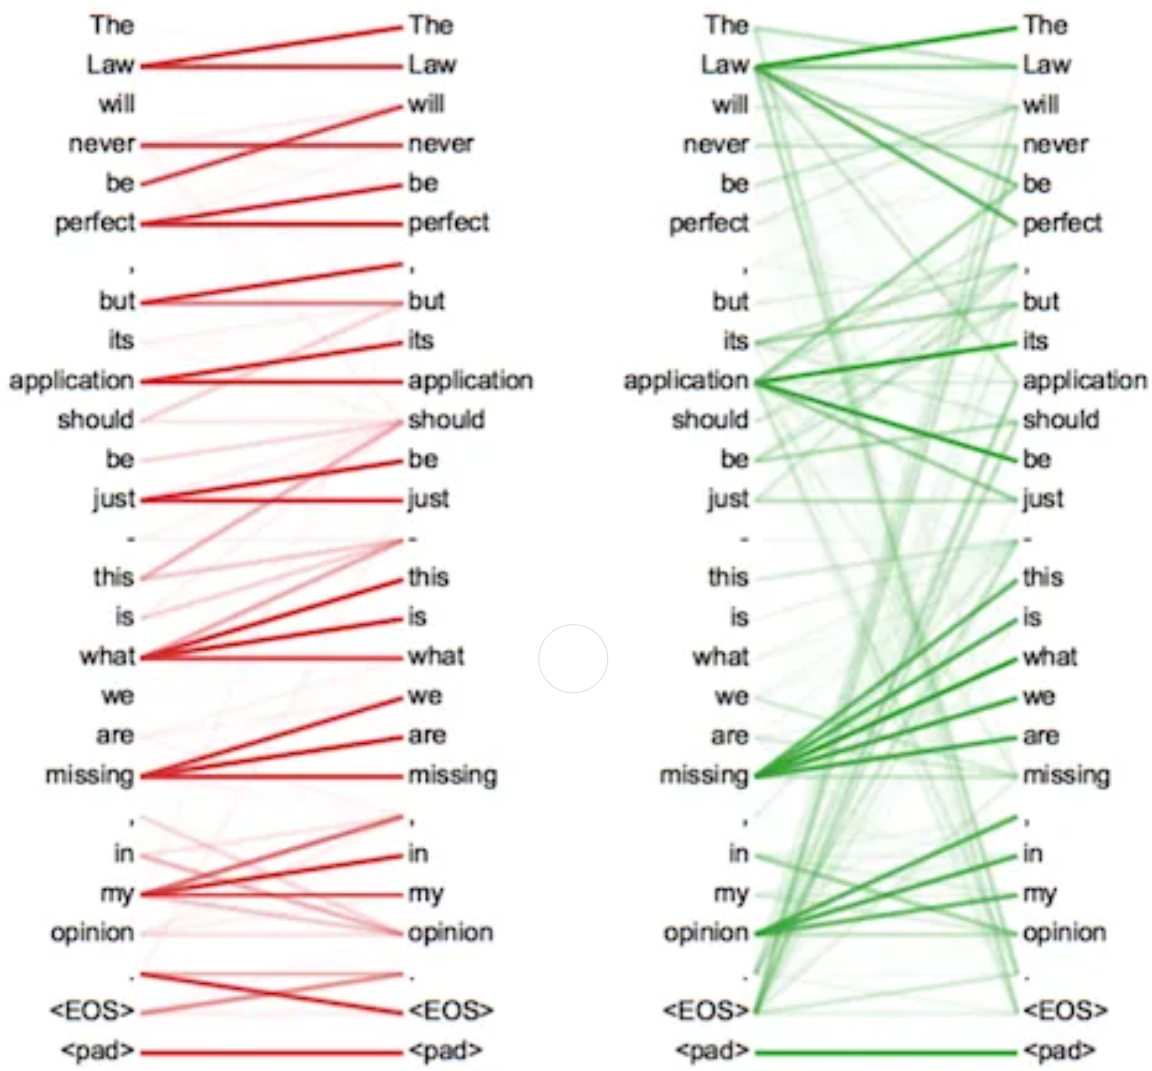 The The The The
Law Law Law Law
will will will will
never never never never
be be be be
perfect perfect perfect perfect
, , , ,
but but but but
its its its its
application application application application
should should should should
be be be be
just just just just
- - - -
this this this this
is is is is
what what what what
we we we we
are are are are
missing missing missing missing
, , , ,
in in in in
my my my my
opinion opinion opinion opinion
. . . .
<EOS> <EOS> <EOS> <EOS>
<pad> <pad> <pad> <pad>